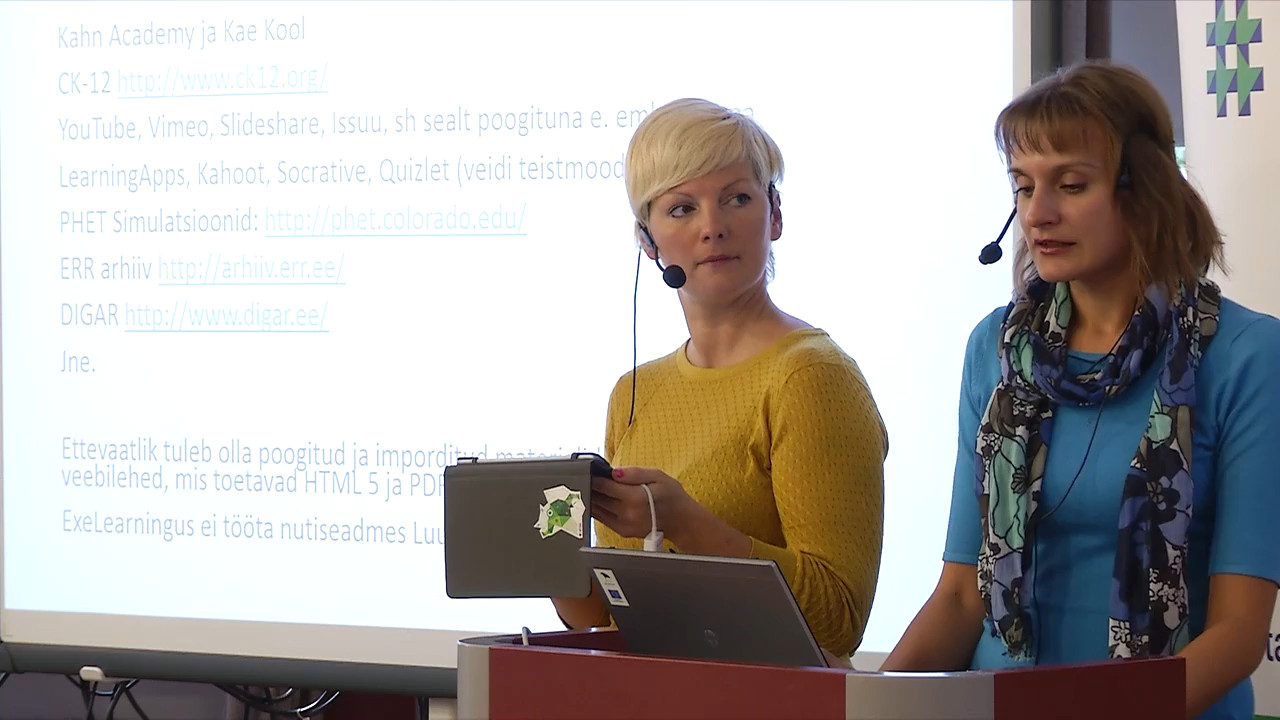 Kahn Academy ja Kae Kool
CK-12 http://www.ck12.org/
YouTube, Vimeo, Slideshare, Issuu, sh sealt poogituna e.
LearningApps, Kahoot, Socrative, Quizlet (veidi
PHET Simulatsioonid: http://phet.colorado.edu/
ERR arhiiv http://arhiiv.err.ee/
DIGAR http://www.digar.ee/
Jne.
Ettevaatlik tuleb olla poogitud ja imporditud
veebilehed, mis toetavad HTML 5 ja
ExeLearningus ei tööta nutiseadmes